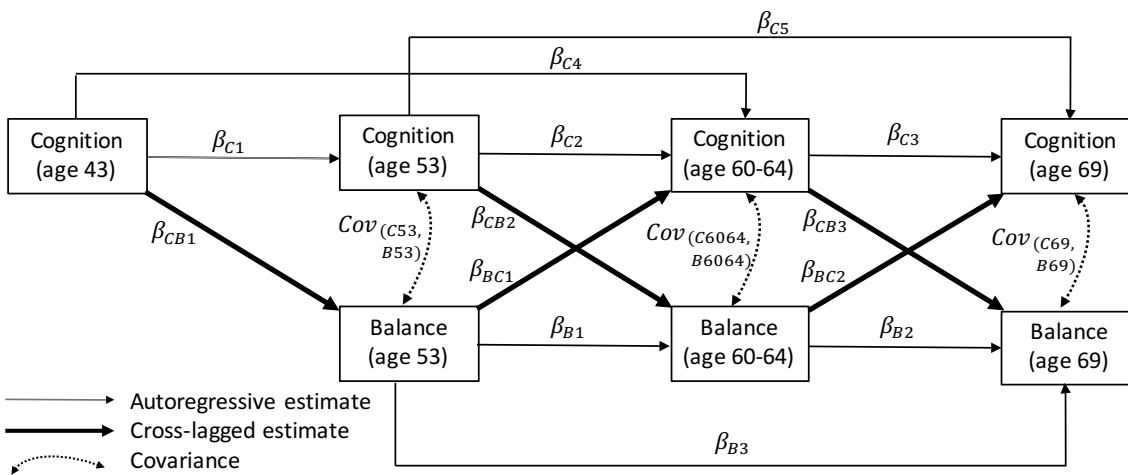 β_C5
β_C4
Cognition
(age 43)
β_C1
Cognition
(age 53)
β_C2
Cognition
(age 60-64)
β_C3
Cognition
(age 69)
β_CB1
Cov_(C53,
B53)
β_CB2
β_BC1
Cov_(C6064,
B6064)
β_CB3
β_BC2
Cov_(C69,
B69)
Balance
(age 53)
β_B1
Balance
(age 60-64)
β_B2
Balance
(age 69)
β_B3
Autoregressive estimate
Cross-lagged estimate
Covariance